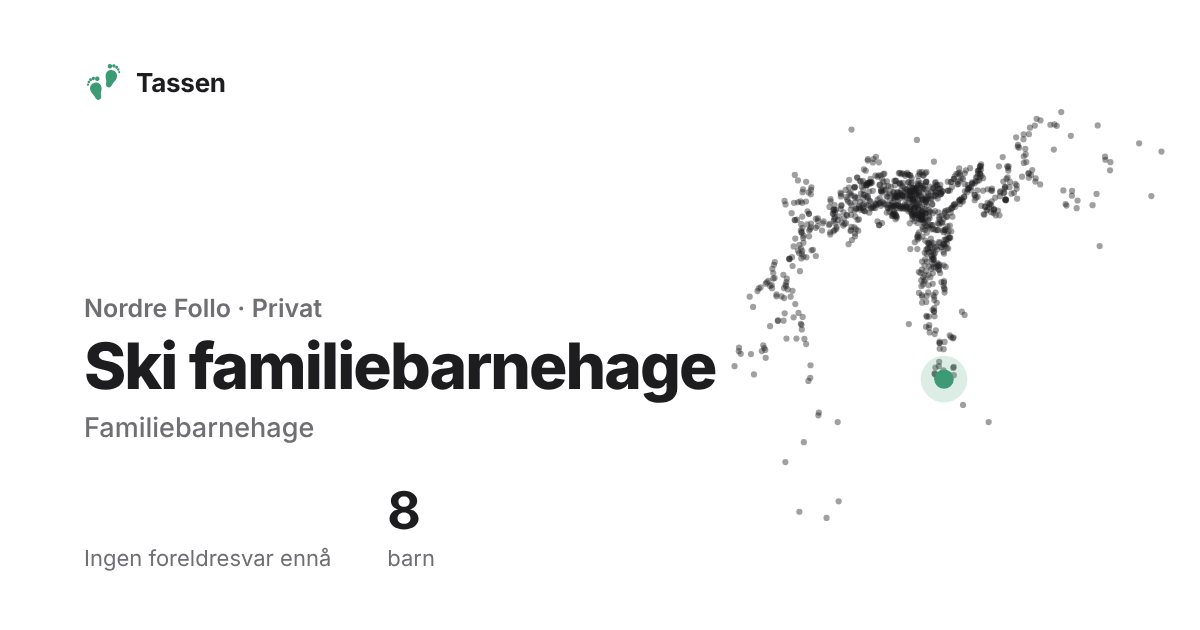 Tassen
Nordre Follo · Privat
Ski familiebarnehage
Familiebarnehage
8
Ingen foreldresvar ennå
barn